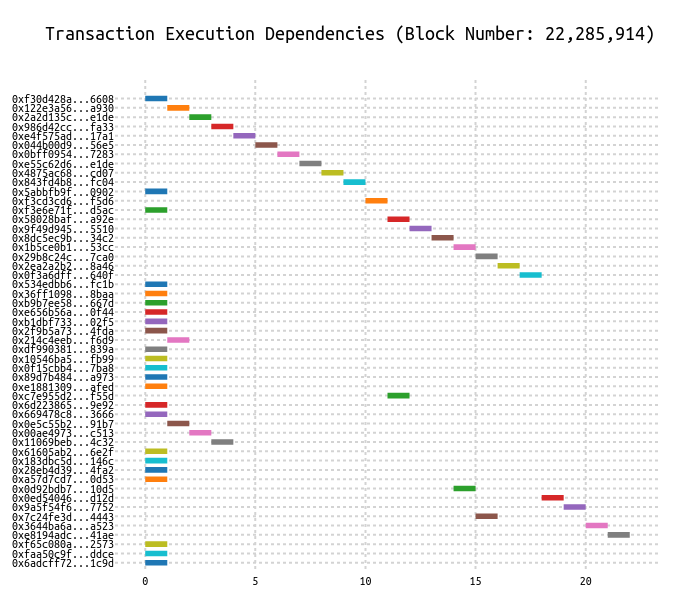 Transaction Execution Dependencies (Block Number: 22,285,914)
0xf30d428a...6608
0x122e3a56...a930
0x2a2d135c...e1de
0x986d42cc...fa33
0xe4f575ad...17a1
0x044b00d9...56e5
0x0bff0954...7283
0xe55c62d6...e1de
0x4875ac68...cd07
0x843fd4b8...fc04
0x5abbfb9f...0902
0xf3cd3cd6...f5d6
0xf3e6e71f...d5ac
0x58028baf...a92e
0x9f49d945...5510
0x8dc5ec9b...34c2
0x1b5ce0b1...53cc
0x29b8c24c...7ca0
0x2ea2a2b2...8a46
0x0f3a6dff...640f
0x534edbb6...fc1b
0x36ff1098...8baa
0xb9b7ee58...667d
0xe656b56a...0f44
0xb1dbf733...02f5
0x2f9b5a73...4fda
0x214c4eeb...f6d9
0xdf990381...839a
0x10546ba5...fb99
0x0f15cbb4...7ba8
0x89d7b484...a973
0xe1881309...afed
0xc7e955d2...f55d
0x6d223865...9e92
0x669478c8...3666
0x0e5c55b2...91b7
0x00ae4973...c513
0x11069beb...4c32
0x61605ab2...6e2f
0x183dbc5d...146c
0x28eb4d39...4fa2
0xa57d7cd7...0d53
0x0d92bdb7...10d5
0x0ed54046...d12d
0x9a5f54f6...7752
0x7c24fe3d...4443
0x3644ba6a...a523
0xe8194adc...41ae
0xf65c080a...2573
0xfaa50c9f...ddce
0x6adcff72...1c9d
0 5 10 15 20